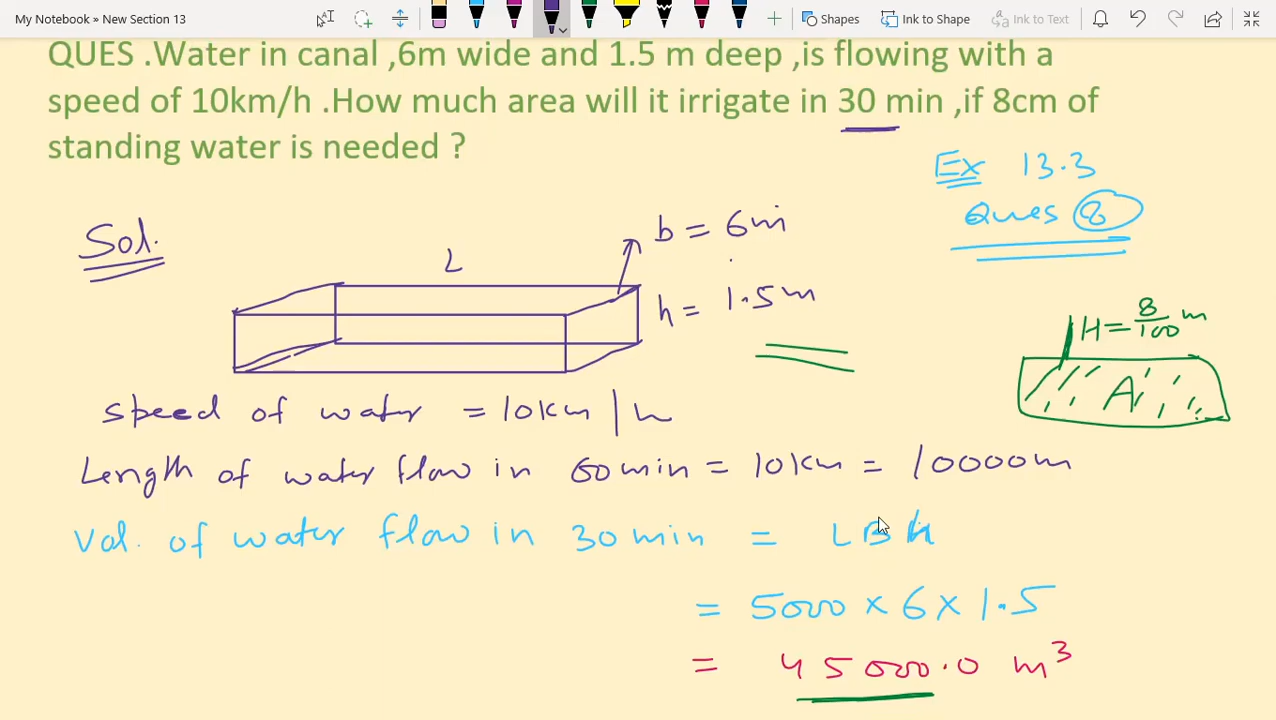 My Notebook » New Section 13
Shapes
Ink to Shape
Ink to Text
QUES .Water in canal ,6m wide and 1.5 m deep ,is flowing with a
speed of 10km/h .How much area will it irrigate in 30 min ,if 8cm of
standing water is needed ?
Ex 13.3
Ques 8
Sol.
L
b = 6m
h = 1.5m
H = 8/100 m
A
speed of water = 10km/h
Length of water flow in 60min = 10km = 10000m
Vol. of water flow in 30 min = LBh
= 5000 × 6 × 1.5
= 45000.0 m³